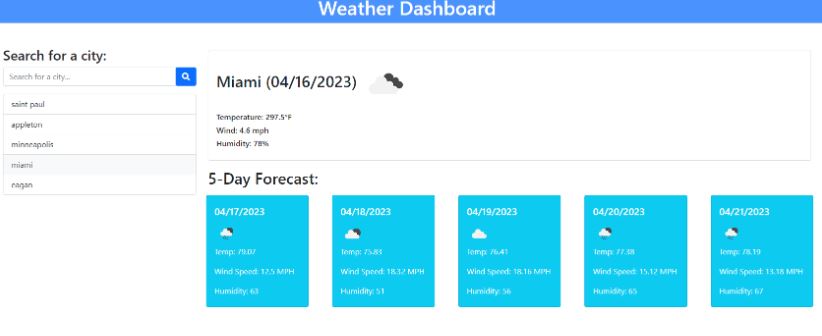 Weather Dashboard
Search for a city:
Search for a city...
saint paul
appleton
minneapolis
miami
eagan
Miami (04/16/2023)
Temperature: 297.5°F
Wind: 4.6 mph
Humidity: 78%
5-Day Forecast:
04/17/2023
Temp: 79.07
Wind Speed: 12.5 MPH
Humidity: 63
04/18/2023
Temp: 75.83
Wind Speed: 18.32 MPH
Humidity: 51
04/19/2023
Temp: 76.41
Wind Speed: 18.16 MPH
Humidity: 56
04/20/2023
Temp: 77.38
Wind Speed: 15.12 MPH
Humidity: 65
04/21/2023
Temp: 78.19
Wind Speed: 13.18 MPH
Humidity: 67